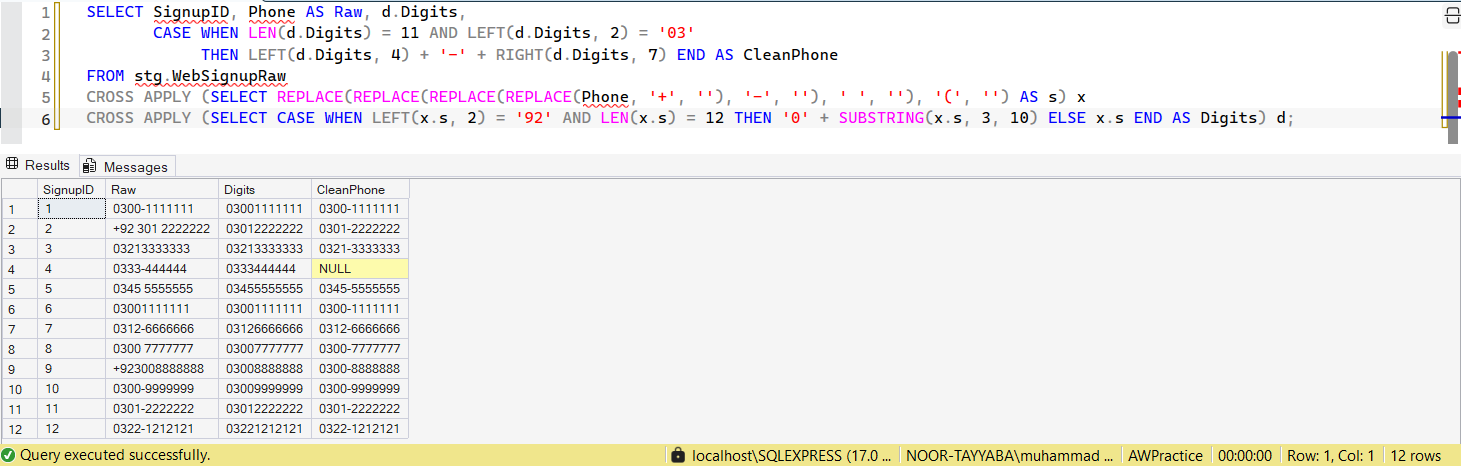 1 SELECT SignupID, Phone AS Raw, d.Digits,
2 CASE WHEN LEN(d.Digits) = 11 AND LEFT(d.Digits, 2) = '03'
3 THEN LEFT(d.Digits, 4) + '-' + RIGHT(d.Digits, 7) END AS CleanPhone
4 FROM stg.WebSignupRaw
5 CROSS APPLY (SELECT REPLACE(REPLACE(REPLACE(REPLACE(Phone, '+', ''), '-', ''), ' ', ''), '(', '') AS s) x
6 CROSS APPLY (SELECT CASE WHEN LEFT(x.s, 2) = '92' AND LEN(x.s) = 12 THEN '0' + SUBSTRING(x.s, 3, 10) ELSE x.s END AS Digits) d;
Results Messages
SignupID Raw Digits CleanPhone
1 1 0300-1111111 03001111111 0300-1111111
2 2 +92 301 2222222 03012222222 0301-2222222
3 3 03213333333 03213333333 0321-3333333
4 4 0333-444444 0333444444 NULL
5 5 0345 5555555 03455555555 0345-5555555
6 6 03001111111 03001111111 0300-1111111
7 7 0312-6666666 03126666666 0312-6666666
8 8 0300 7777777 03007777777 0300-7777777
9 9 +923008888888 03008888888 0300-8888888
10 10 0300-9999999 03009999999 0300-9999999
11 11 0301-2222222 03012222222 0301-2222222
12 12 0322-1212121 03221212121 0322-1212121
Query executed successfully. localhost\SQLEXPRESS (17.0 ... NOOR-TAYYABA\muhammad ... AWPractice 00:00:00 Row: 1, Col: 1 12 rows